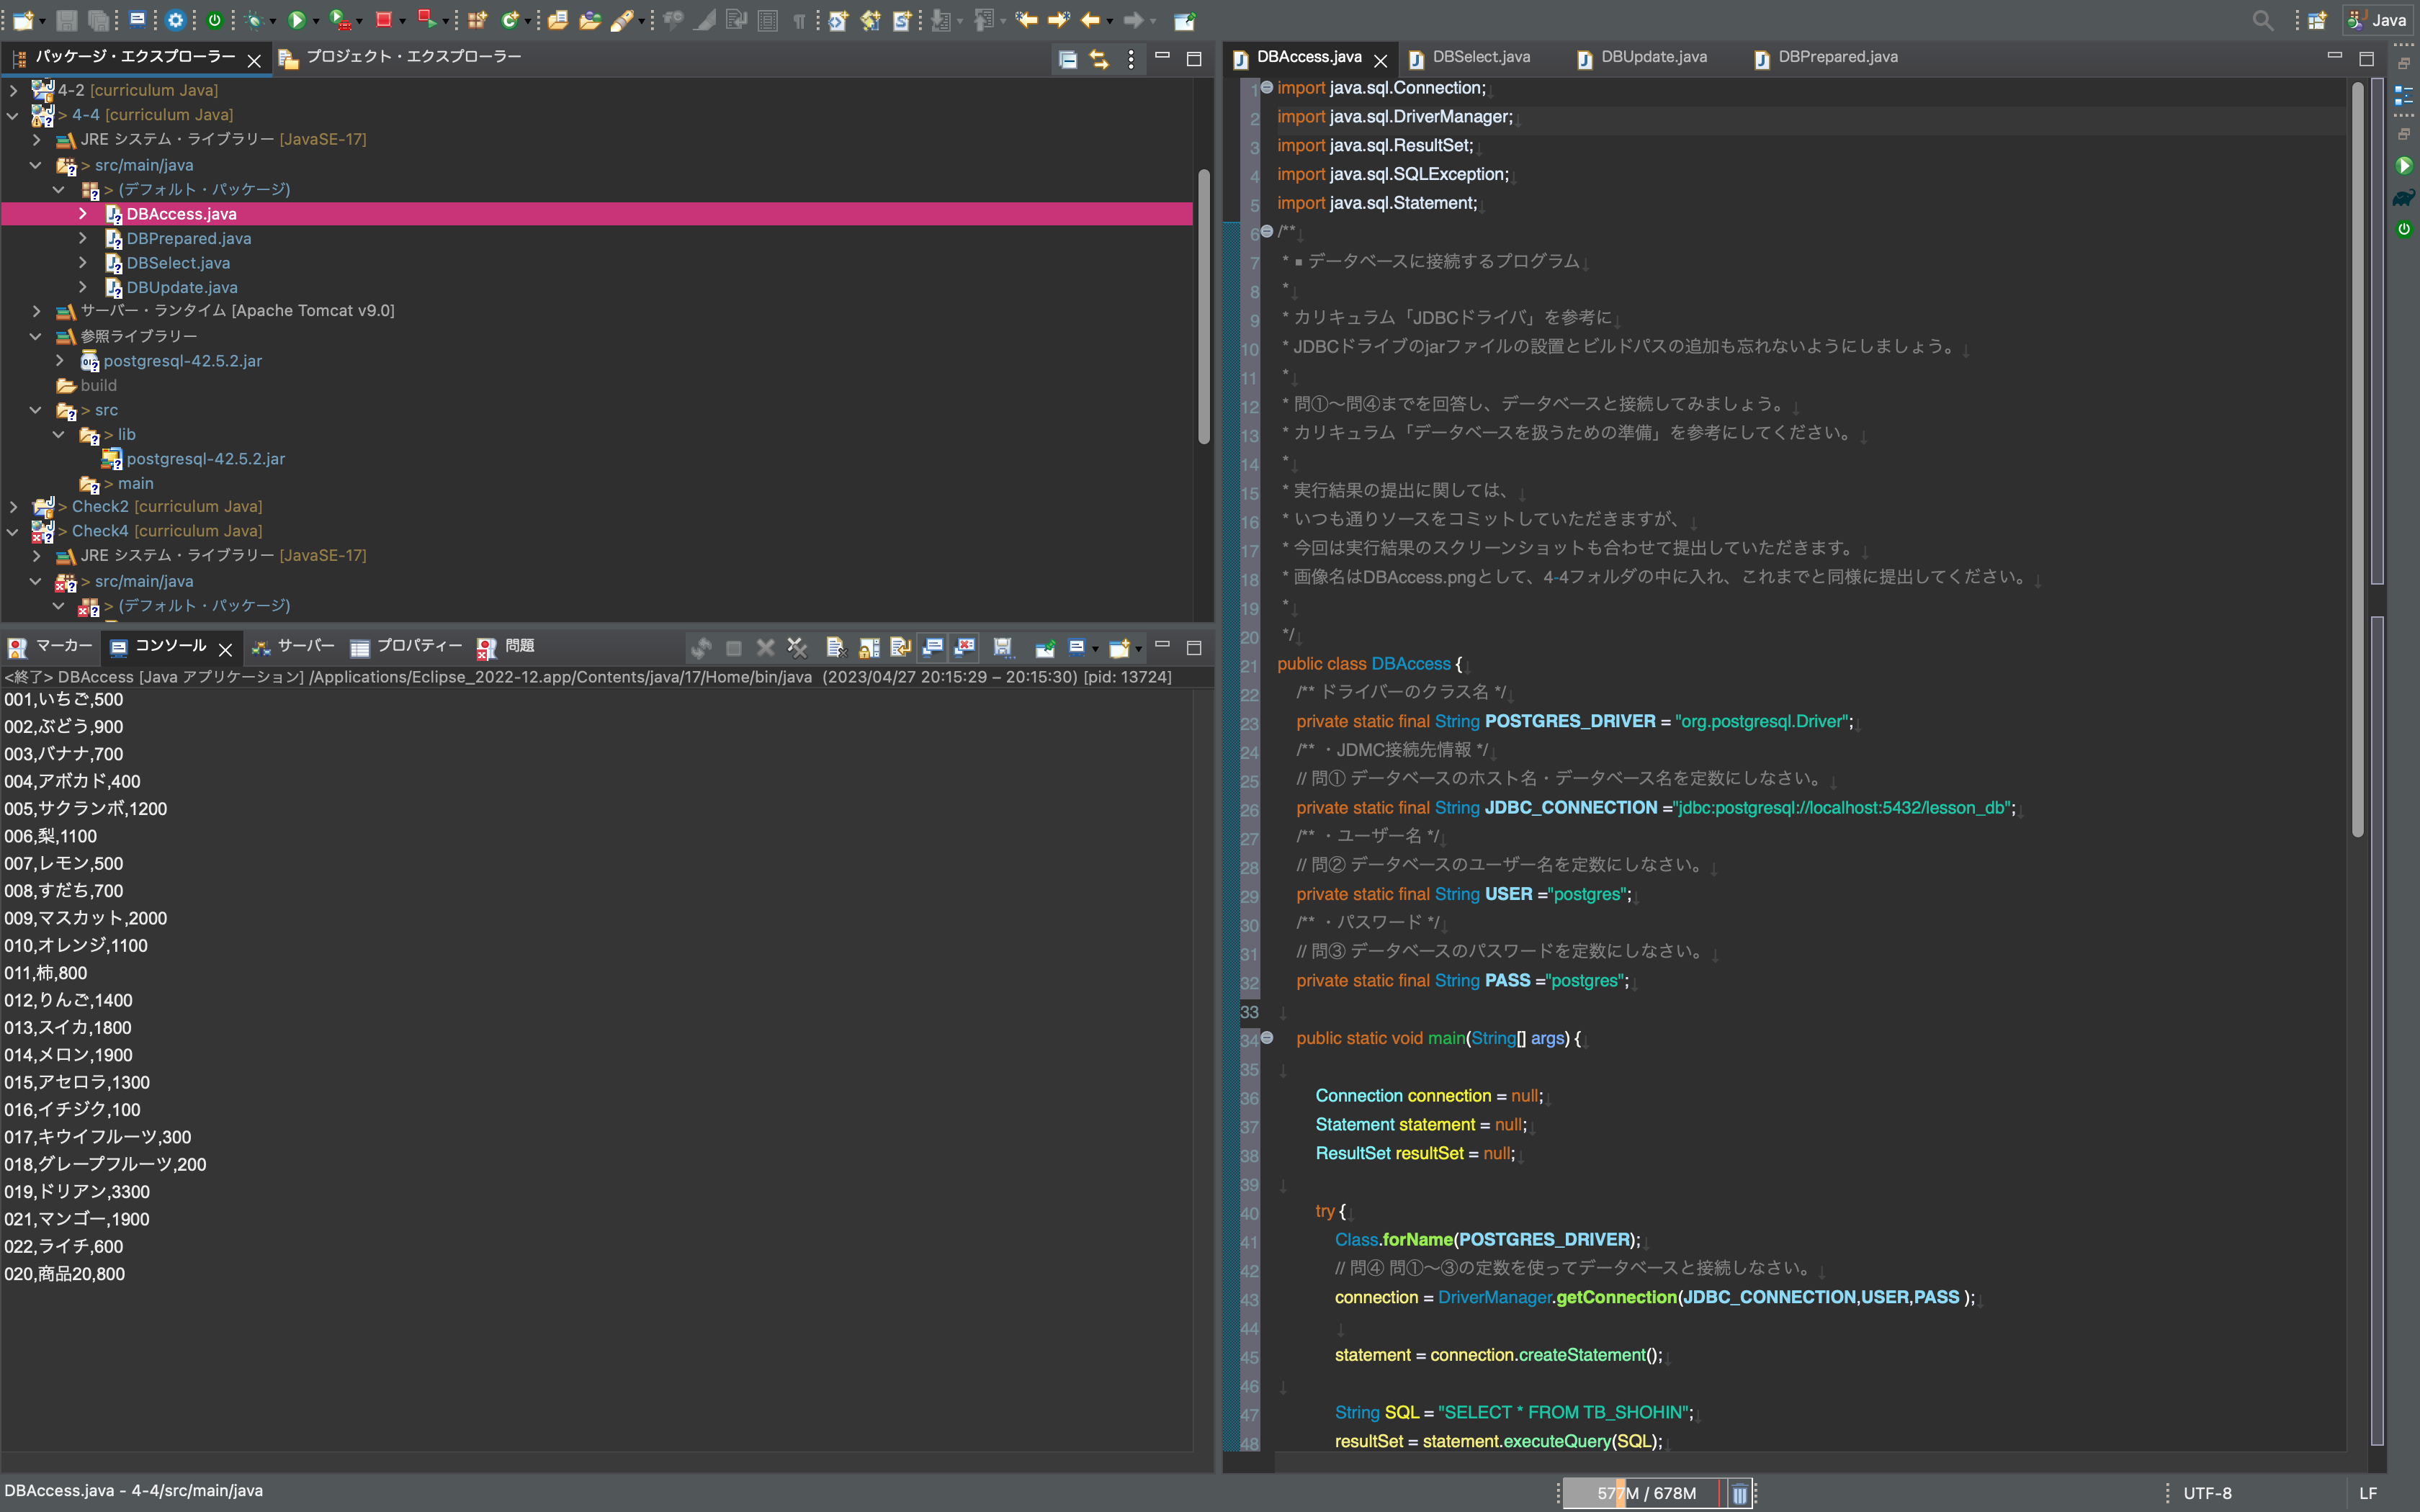 Java
パッケージ・エクスプローラー
プロジェクト・エクスプローラー
4-2 [curriculum Java]
> 4-4 [curriculum Java]
JRE システム・ライブラリー [JavaSE-17]
> src/main/java
> (デフォルト・パッケージ)
DBAccess.java
DBPrepared.java
DBSelect.java
DBUpdate.java
サーバー・ランタイム [Apache Tomcat v9.0]
参照ライブラリー
postgresql-42.5.2.jar
build
> src
> lib
postgresql-42.5.2.jar
> main
> Check2 [curriculum Java]
> Check4 [curriculum Java]
JRE システム・ライブラリー [JavaSE-17]
> src/main/java
> (デフォルト・パッケージ)
マーカー
コンソール
サーバー
プロパティー
問題
<終了> DBAccess [Java アプリケーション] /Applications/Eclipse_2022-12.app/Contents/java/17/Home/bin/java (2023/04/27 20:15:29 – 20:15:30) [pid: 13724]
001,いちご,500
002,ぶどう,900
003,バナナ,700
004,アボカド,400
005,サクランボ,1200
006,梨,1100
007,レモン,500
008,すだち,700
009,マスカット,2000
010,オレンジ,1100
011,柿,800
012,りんご,1400
013,スイカ,1800
014,メロン,1900
015,アセロラ,1300
016,イチジク,100
017,キウイフルーツ,300
018,グレープフルーツ,200
019,ドリアン,3300
021,マンゴー,1900
022,ライチ,600
020,商品20,800
DBAccess.java
DBSelect.java
DBUpdate.java
DBPrepared.java
1 import java.sql.Connection;
2 import java.sql.DriverManager;
3 import java.sql.ResultSet;
4 import java.sql.SQLException;
5 import java.sql.Statement;
6 /**
7 * ▪ データベースに接続するプログラム
8 *
9 * カリキュラム「JDBCドライバ」を参考に
10 * JDBCドライブのjarファイルの設置とビルドパスの追加も忘れないようにしましょう。
11 *
12 * 問①〜問④までを回答し、データベースと接続してみましょう。
13 * カリキュラム「データベースを扱うための準備」を参考にしてください。
14 *
15 * 実行結果の提出に関しては、
16 * いつも通りソースをコミットしていただきますが、
17 * 今回は実行結果のスクリーンショットも合わせて提出していただきます。
18 * 画像名はDBAccess.pngとして、4-4フォルダの中に入れ、これまでと同様に提出してください。
19 *
20 */
21 public class DBAccess {
22 /** ドライバーのクラス名 */
23 private static final String POSTGRES_DRIVER = "org.postgresql.Driver";
24 /** ・JDMC接続先情報 */
25 // 問① データベースのホスト名・データベース名を定数にしなさい。
26 private static final String JDBC_CONNECTION ="jdbc:postgresql://localhost:5432/lesson_db";
27 /** ・ユーザー名 */
28 // 問② データベースのユーザー名を定数にしなさい。
29 private static final String USER ="postgres";
30 /** ・パスワード */
31 // 問③ データベースのパスワードを定数にしなさい。
32 private static final String PASS ="postgres";
33
34 public static void main(String[] args) {
35
36 Connection connection = null;
37 Statement statement = null;
38 ResultSet resultSet = null;
39
40 try {
41 Class.forName(POSTGRES_DRIVER);
42 // 問④ 問①〜③の定数を使ってデータベースと接続しなさい。
43 connection = DriverManager.getConnection(JDBC_CONNECTION,USER,PASS );
44
45 statement = connection.createStatement();
46
47 String SQL = "SELECT * FROM TB_SHOHIN";
48 resultSet = statement.executeQuery(SQL);
DBAccess.java - 4-4/src/main/java
577M / 678M
UTF-8
LF